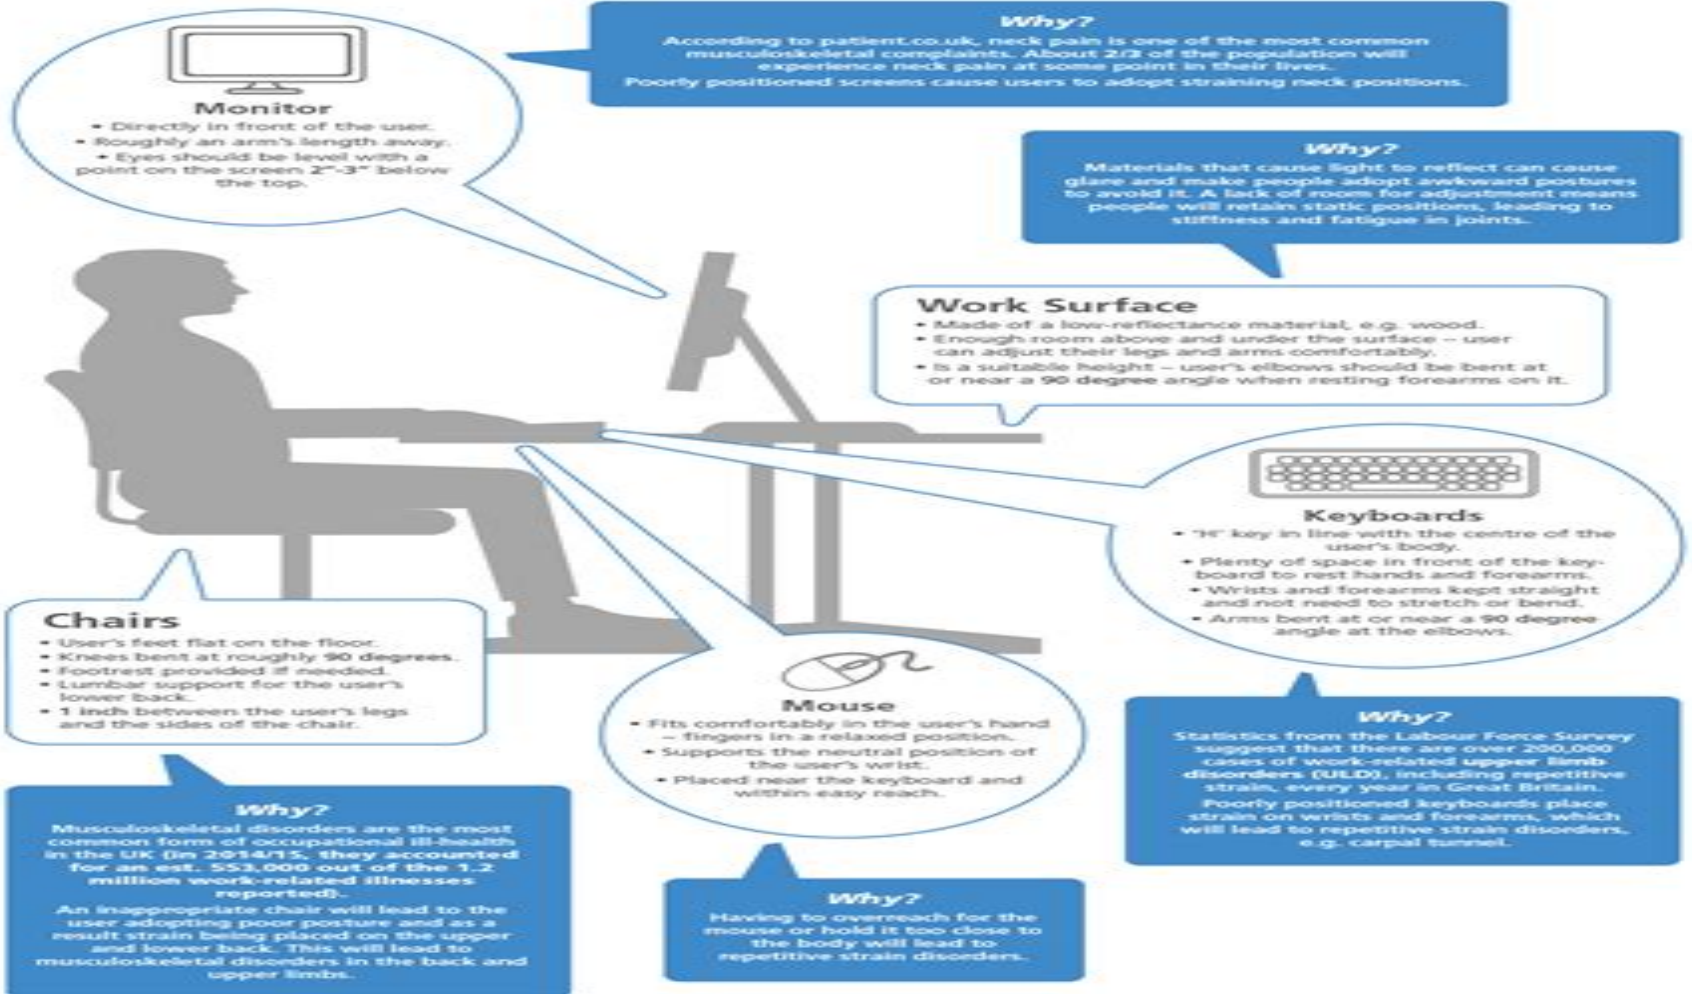 Monitor
• Directly in front of the user.
• Roughly an arm's length away.
• Eyes should be level with a
point on the screen 2"-3" below
the top.
Why?
According to patient.co.uk, neck pain is one of the most common
musculoskeletal complaints. About 2/3 of the population will
experience neck pain at some point in their lives.
Poorly positioned screens cause users to adopt straining neck positions.
Why?
Materials that cause light to reflect can cause
glare and make people adopt awkward postures
to avoid it. A lack of room for adjustment means
people will retain static positions, leading to
stiffness and fatigue in joints.
Work Surface
• Made of a low-reflectance material, e.g. wood.
• Enough room above and under the surface – user
can adjust their legs and arms comfortably.
• Is a suitable height – user's elbows should be bent at
or near a 90 degree angle when resting forearms on it.
Keyboards
• "H" key in line with the centre of the
user's body.
• Plenty of space in front of the key-
board to rest hands and forearms.
• Wrists and forearms kept straight
and not need to stretch or bend.
• Arms bent at or near a 90 degree
angle at the elbows.
Chairs
• User's feet flat on the floor.
• Knees bent at roughly 90 degrees.
• Footrest provided if needed.
• Lumbar support for the user's
lower back.
• 1 inch between the user's legs
and the sides of the chair.
Mouse
• Fits comfortably in the user's hand
– fingers in a relaxed position.
• Supports the neutral position of
the user's wrist.
• Placed near the keyboard and
within easy reach.
Why?
Statistics from the Labour Force Survey
suggest that there are over 200,000
cases of work-related upper limb
disorders (ULD), including repetitive
strain, every year in Great Britain.
Poorly positioned keyboards place
strain on wrists and forearms, which
will lead to repetitive strain disorders,
e.g. carpal tunnel.
Why?
Musculoskeletal disorders are the most
common form of occupational ill-health
in the UK (in 2014/15, they accounted
for an est. 553,000 out of the 1.2
million work-related illnesses
reported).
An inappropriate chair will lead to the
user adopting poor posture and as a
result strain being placed on the upper
and lower back. This will lead to
musculoskeletal disorders in the back and
upper limbs.
Why?
Having to overreach for the
mouse or hold it too close to
the body will lead to
repetitive strain disorders.